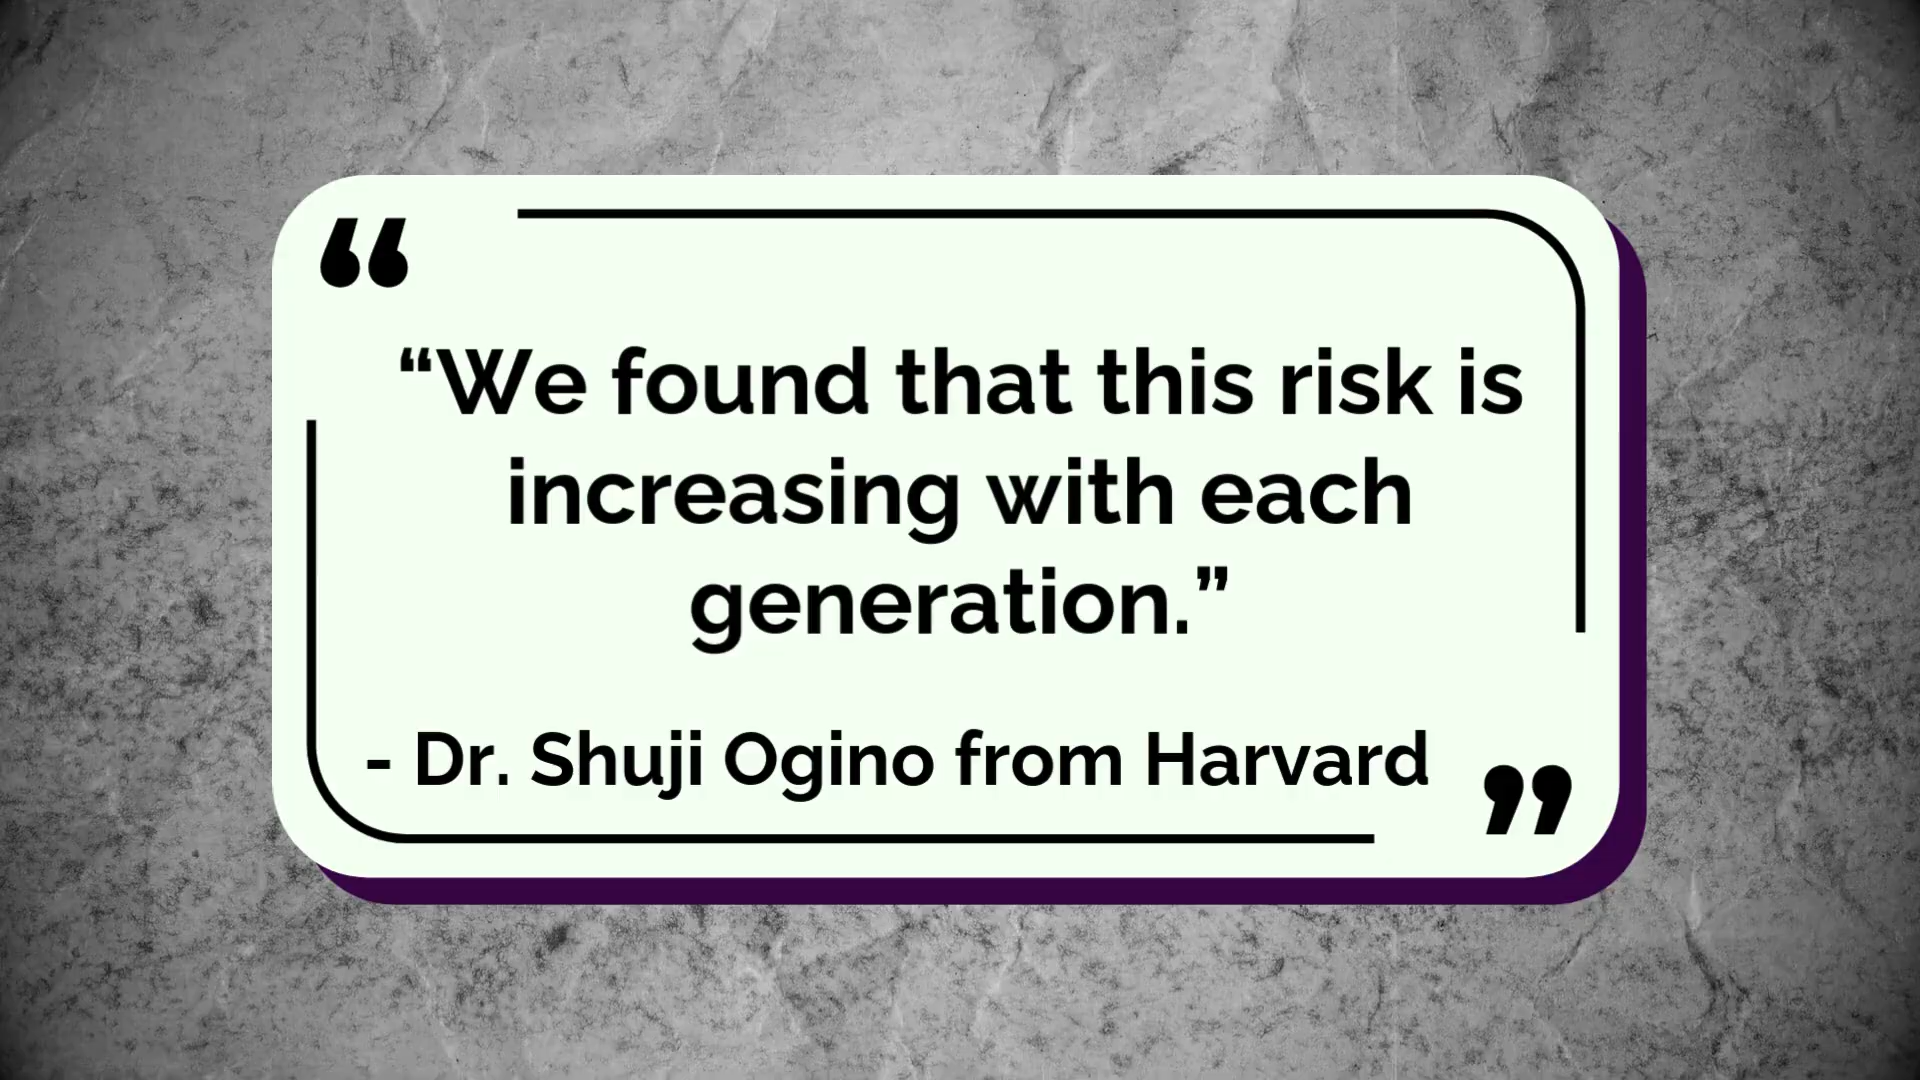 “We found that this risk is
increasing with each
generation.”
- Dr. Shuji Ogino from Harvard